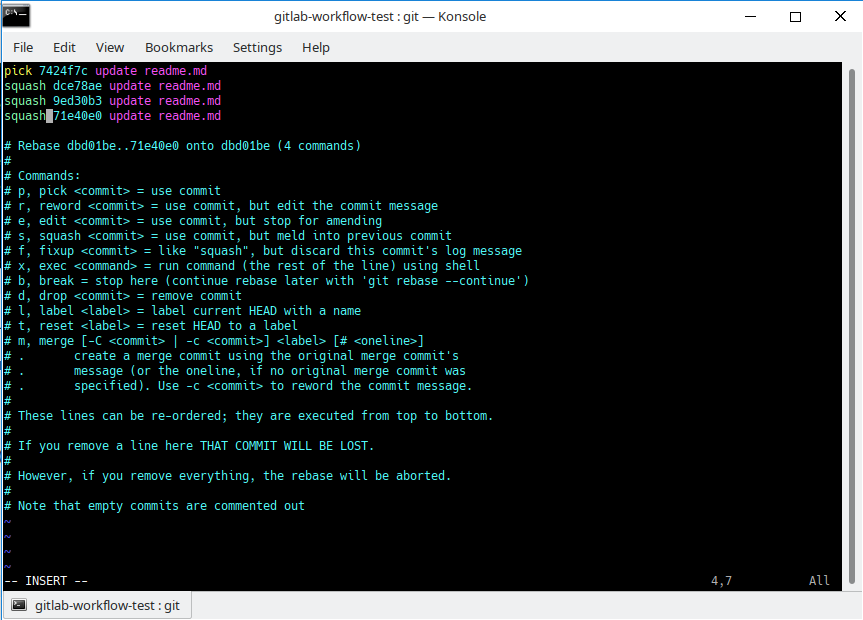 gitlab-workflow-test : git — Konsole
File Edit View Bookmarks Settings Help
pick 7424f7c update readme.md
squash dce78ae update readme.md
squash 9ed30b3 update readme.md
squash 71e40e0 update readme.md
# Rebase dbd01be..71e40e0 onto dbd01be (4 commands)
#
# Commands:
# p, pick <commit> = use commit
# r, reword <commit> = use commit, but edit the commit message
# e, edit <commit> = use commit, but stop for amending
# s, squash <commit> = use commit, but meld into previous commit
# f, fixup <commit> = like "squash", but discard this commit's log message
# x, exec <command> = run command (the rest of the line) using shell
# b, break = stop here (continue rebase later with 'git rebase --continue')
# d, drop <commit> = remove commit
# l, label <label> = label current HEAD with a name
# t, reset <label> = reset HEAD to a label
# m, merge [-C <commit> | -c <commit>] <label> [# <oneline>]
# .       create a merge commit using the original merge commit's
# .       message (or the oneline, if no original merge commit was
# .       specified). Use -c <commit> to reword the commit message.
#
# These lines can be re-ordered; they are executed from top to bottom.
#
# If you remove a line here THAT COMMIT WILL BE LOST.
#
# However, if you remove everything, the rebase will be aborted.
#
# Note that empty commits are commented out
~
~
~
~
-- INSERT -- 4,7 All
gitlab-workflow-test : git